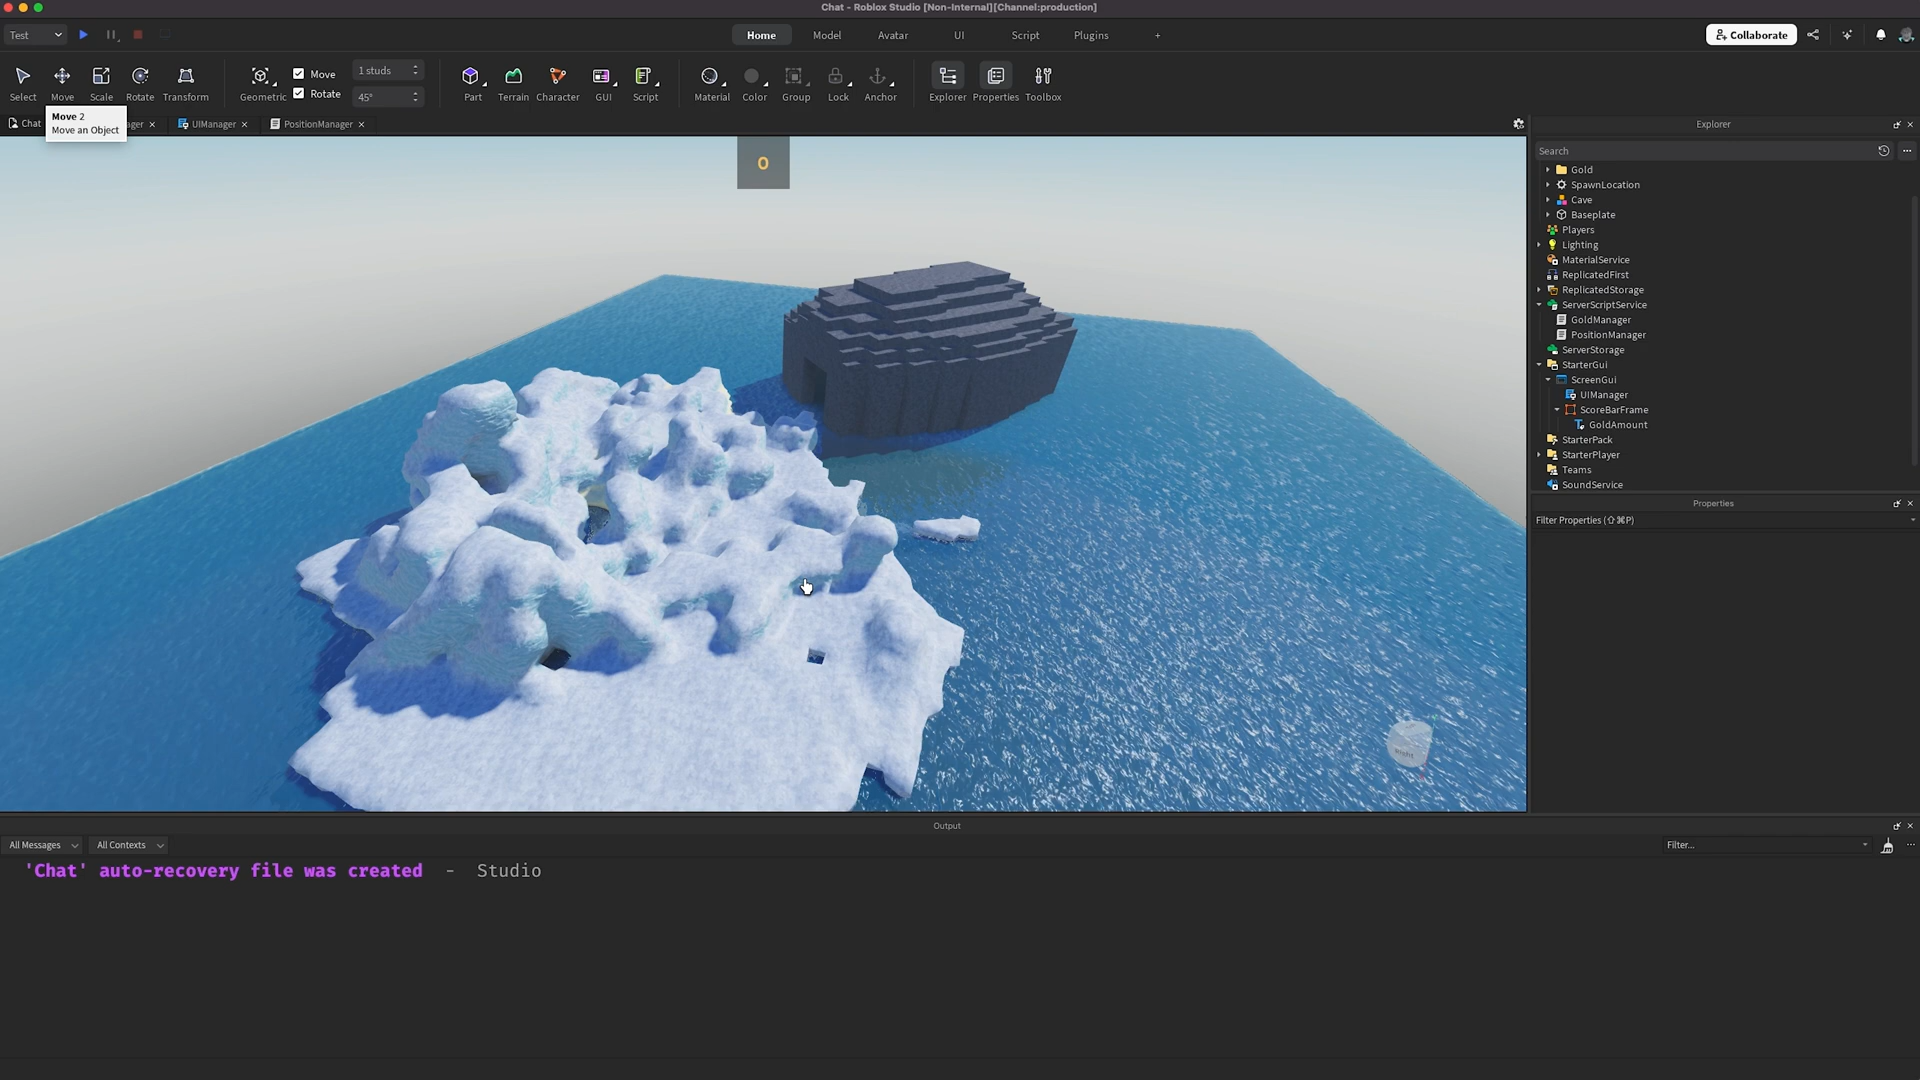 Chat - Roblox Studio [Non-Internal][Channel:production]
Test
Home Model Avatar UI Script Plugins +
Collaborate
Move 1 studs
Rotate 45°
Select Move Scale Rotate Transform Geometric Part Terrain Character GUI Script Material Color Group Lock Anchor Explorer Properties Toolbox
Move 2
Move an Object
Chat ager UIManager PositionManager
0
Right
Explorer
Search
Gold
SpawnLocation
Cave
Baseplate
Players
Lighting
MaterialService
ReplicatedFirst
ReplicatedStorage
ServerScriptService
GoldManager
PositionManager
ServerStorage
StarterGui
ScreenGui
UIManager
ScoreBarFrame
GoldAmount
StarterPack
StarterPlayer
Teams
SoundService
Properties
Filter Properties (⇧⌘P)
Output
All Messages All Contexts Filter...
'Chat' auto-recovery file was created - Studio